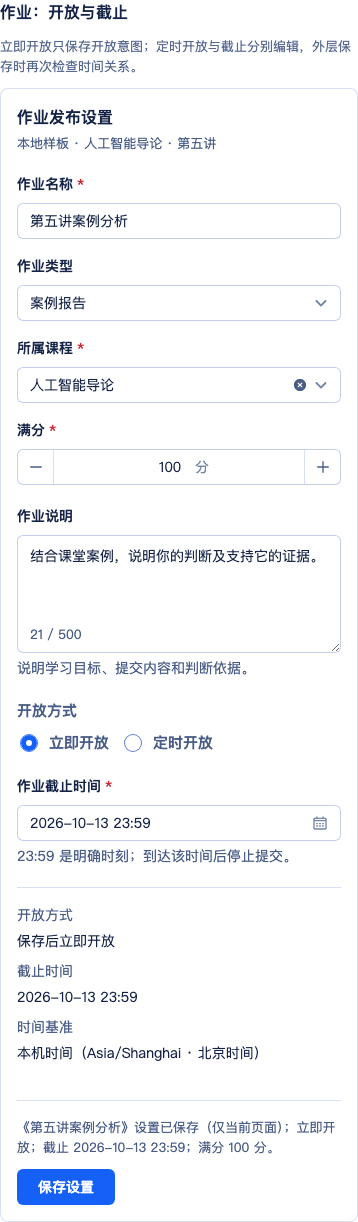 作业：开放与截止
立即开放只保存开放意图；定时开放与截止分别编辑，外层保
存时再次检查时间关系。
作业发布设置
本地样板 · 人工智能导论 · 第五讲
作业名称 *
第五讲案例分析
作业类型
案例报告
所属课程 *
人工智能导论
满分 *
100 分
作业说明
结合课堂案例，说明你的判断及支持它的证据。
21 / 500
说明学习目标、提交内容和判断依据。
开放方式
立即开放 定时开放
作业截止时间 *
2026-10-13 23:59
23:59 是明确时刻；到达该时间后停止提交。
开放方式
保存后立即开放
截止时间
2026-10-13 23:59
时间基准
本机时间（Asia/Shanghai · 北京时间）
《第五讲案例分析》设置已保存（仅当前页面）；立即开
放；截止 2026-10-13 23:59；满分 100 分。
保存设置